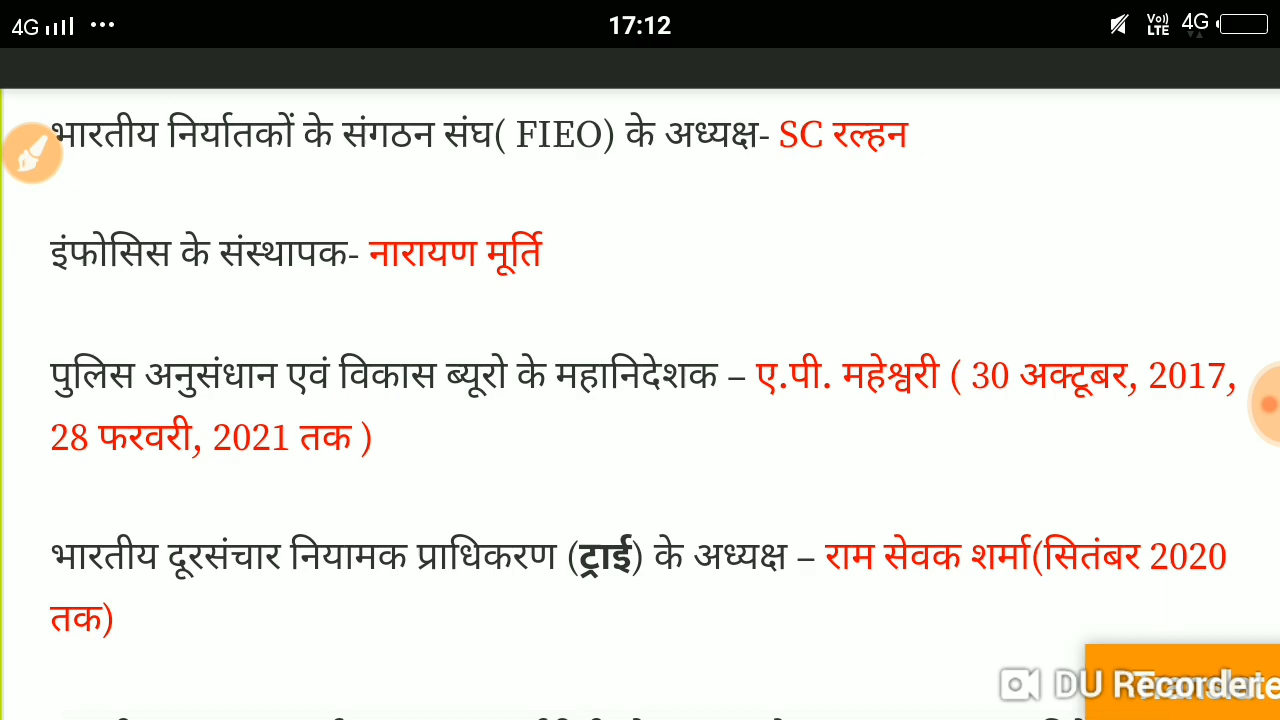 4G ••• 17:12 Vo)) LTE 4G
भारतीय निर्यातकों के संगठन संघ( FIEO) के अध्यक्ष- SC रल्हन
इंफोसिस के संस्थापक- नारायण मूर्ति
पुलिस अनुसंधान एवं विकास ब्यूरो के महानिदेशक – ए.पी. महेश्वरी ( 30 अक्टूबर, 2017,
28 फरवरी, 2021 तक )
भारतीय दूरसंचार नियामक प्राधिकरण (ट्राई) के अध्यक्ष – राम सेवक शर्मा(सितंबर 2020
तक)
DU Recorder